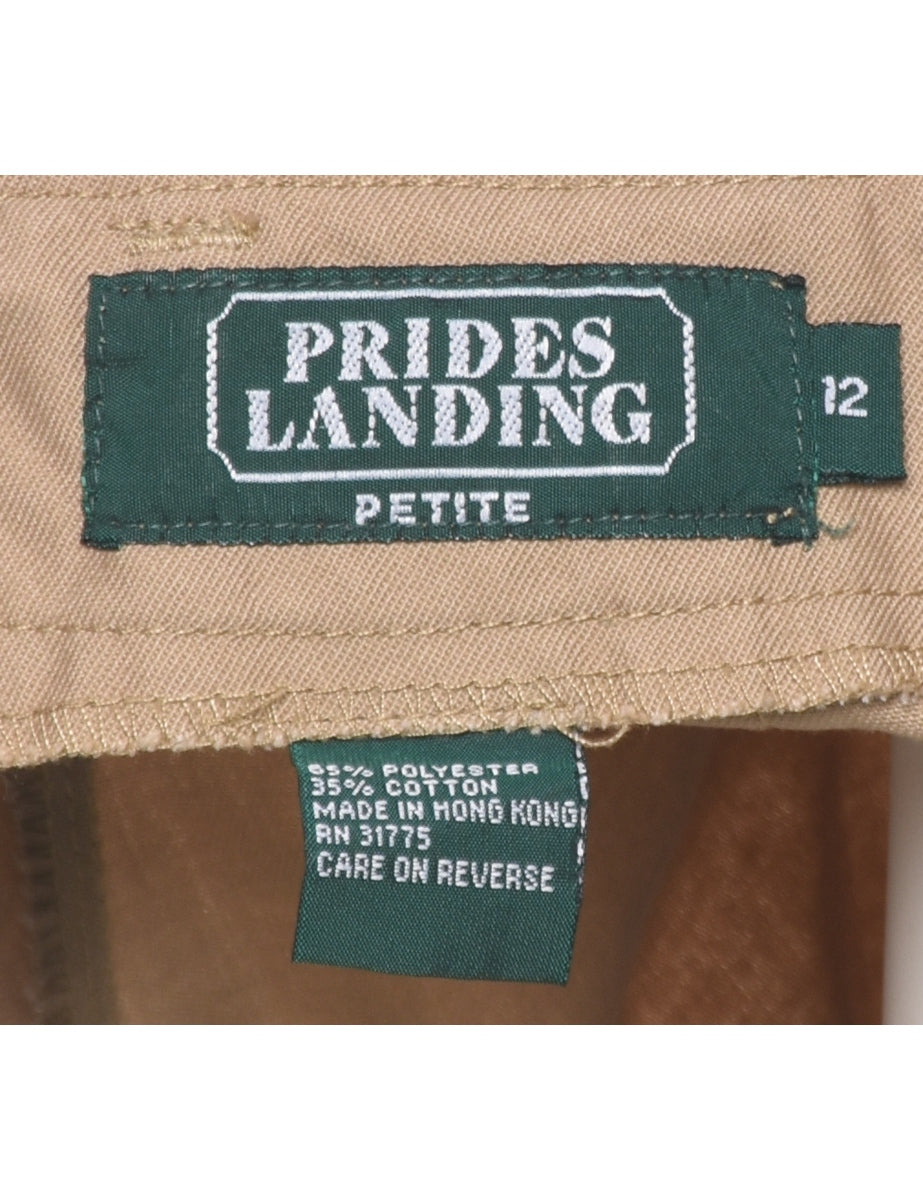 PRIDES
LANDING
PETITE
12
65% POLYESTER
35% COTTON
MADE IN HONG KONG
RN 31775
CARE ON REVERSE